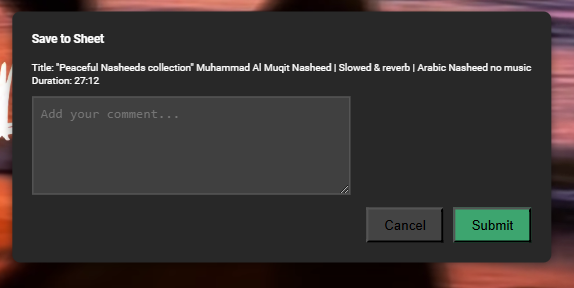 Save to Sheet
Title: "Peaceful Nasheeds collection" Muhammad Al Muqit Nasheed | Slowed & reverb | Arabic Nasheed no music
Duration: 27:12
Add your comment...
Cancel Submit